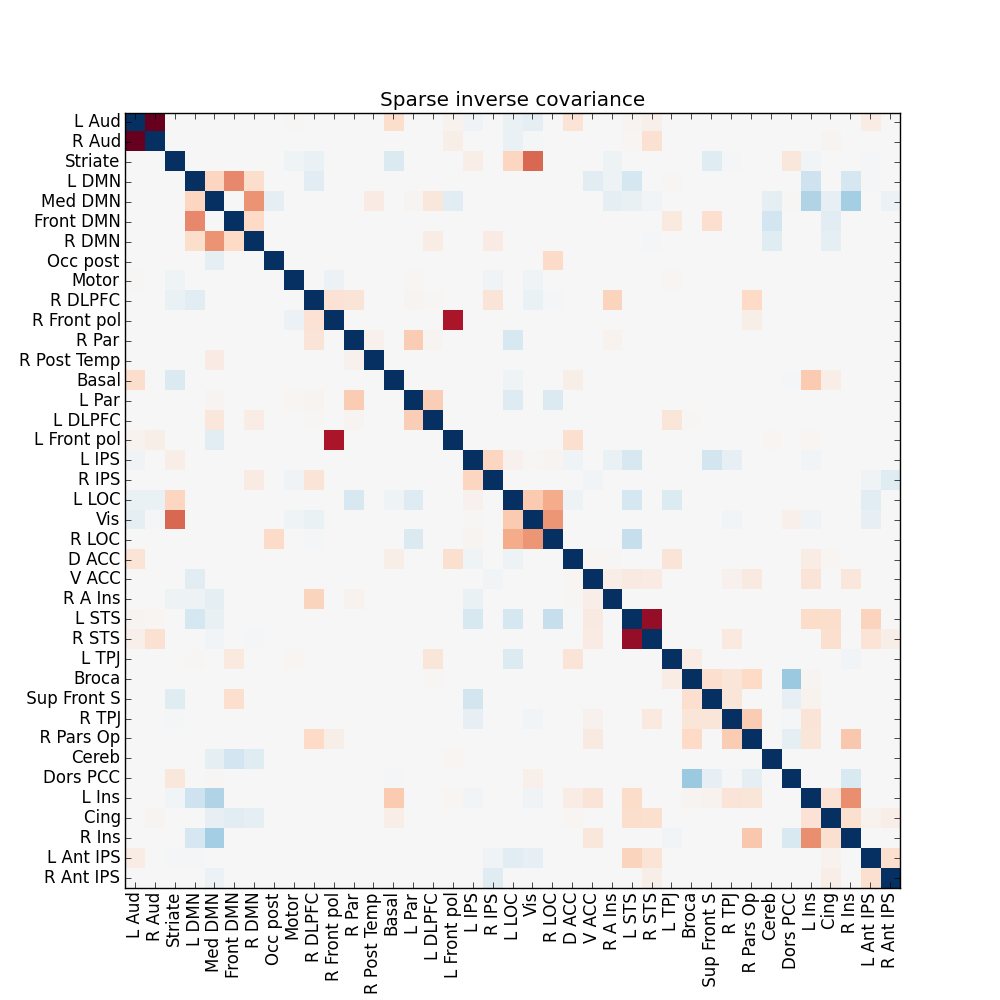 Sparse inverse covariance
L Aud
R Aud
Striate
L DMN
Med DMN
Front DMN
R DMN
Occ post
Motor
R DLPFC
R Front pol
R Par
R Post Temp
Basal
L Par
L DLPFC
L Front pol
L IPS
R IPS
L LOC
Vis
R LOC
D ACC
V ACC
R A Ins
L STS
R STS
L TPJ
Broca
Sup Front S
R TPJ
R Pars Op
Cereb
Dors PCC
L Ins
Cing
R Ins
L Ant IPS
R Ant IPS
L Aud
R Aud
Striate
L DMN
Med DMN
Front DMN
R DMN
Occ post
Motor
R DLPFC
R Front pol
R Par
R Post Temp
Basal
L Par
L DLPFC
L Front pol
L IPS
R IPS
L LOC
Vis
R LOC
D ACC
V ACC
R A Ins
L STS
R STS
L TPJ
Broca
Sup Front S
R TPJ
R Pars Op
Cereb
Dors PCC
L Ins
Cing
R Ins
L Ant IPS
R Ant IPS